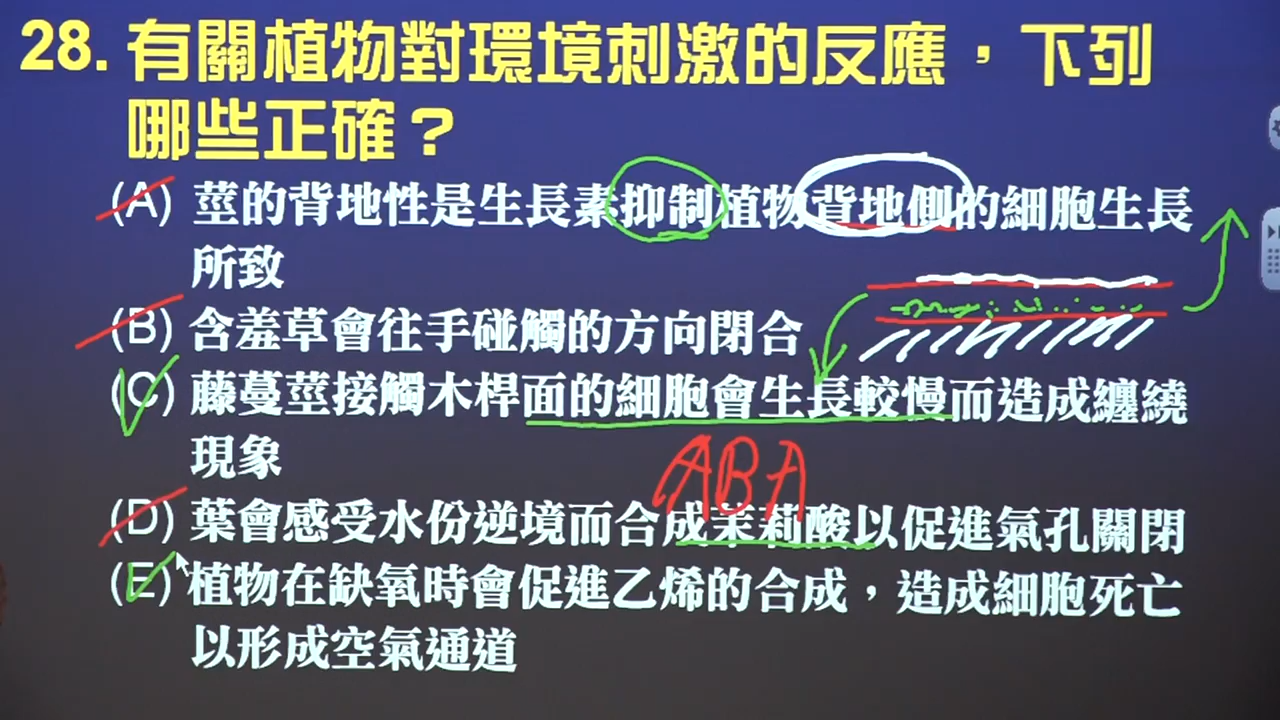 28. 有關植物對環境刺激的反應，下列
哪些正確？
(A) 莖的背地性是生長素抑制植物背地側的細胞生長
所致
(B) 含羞草會往手碰觸的方向閉合
(C) 藤蔓莖接觸木桿面的細胞會生長較慢而造成纏繞
現象
ABA
(D) 葉會感受水份逆境而合成茉莉酸以促進氣孔關閉
(E) 植物在缺氧時會促進乙烯的合成，造成細胞死亡
以形成空氣通道